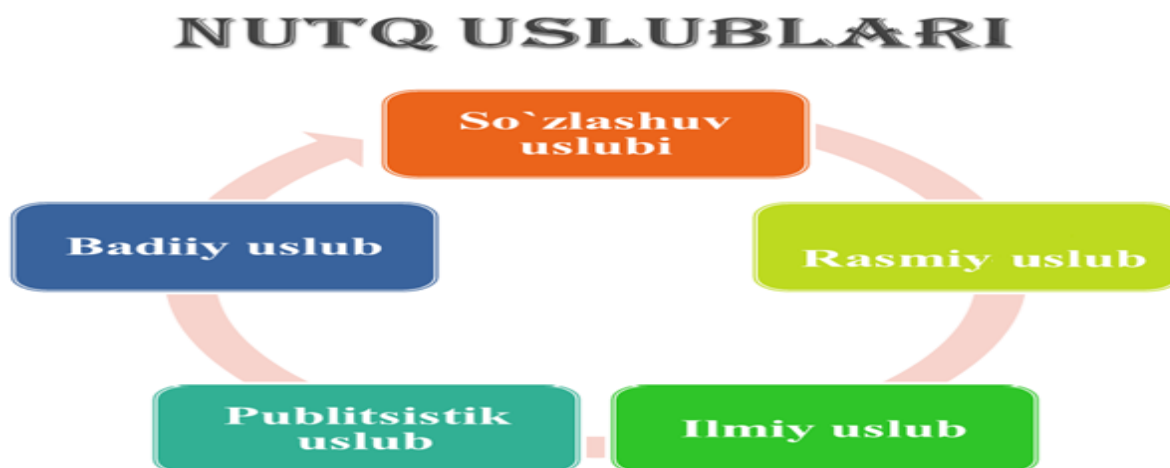 NUTQ USLUBLARI
So`zlashuv
uslubi
Rasmiy uslub
Ilmiy uslub
Publitsistik
uslub
Badiiy uslub